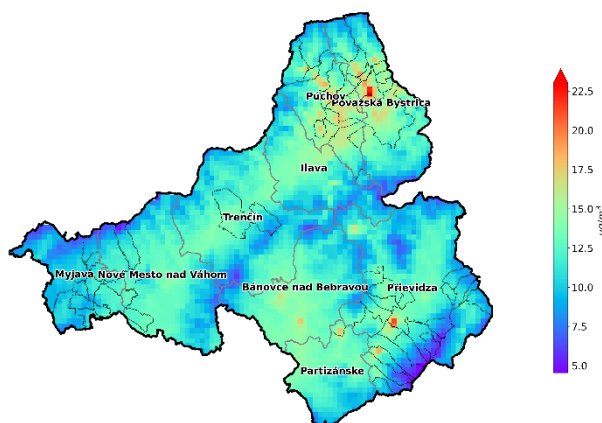 Púchov
Považská Bystrica
Ilava
Trenčín
Myjava
Nové Mesto nad Váhom
Bánovce nad Bebravou
Prievidza
Partizánske
22.5
20.0
17.5
15.0
12.5
10.0
7.5
5.0